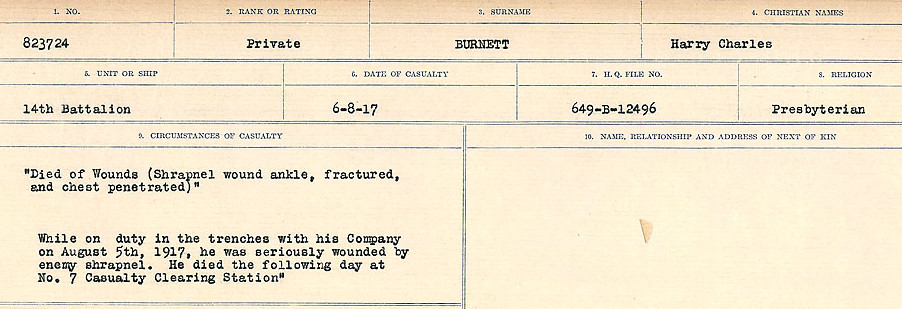 1. NO.
2. RANK OR RATING
3. SURNAME
4. CHRISTIAN NAMES
823724
Private
BURNETT
Harry Charles
5. UNIT OR SHIP
6. DATE OF CASUALTY
7. H.Q. FILE NO.
8. RELIGION
14th Battalion
6-8-17
649-B-12496
Presbyterian
9. CIRCUMSTANCES OF CASUALTY
10. NAME, RELATIONSHIP AND ADDRESS OF NEXT OF KIN
"Died of Wounds (Shrapnel wound ankle, fractured,
and chest penetrated)"
While on duty in the trenches with his Company
on August 5th, 1917, he was seriously wounded by
enemy shrapnel. He died the following day at
No. 7 Casualty Clearing Station"